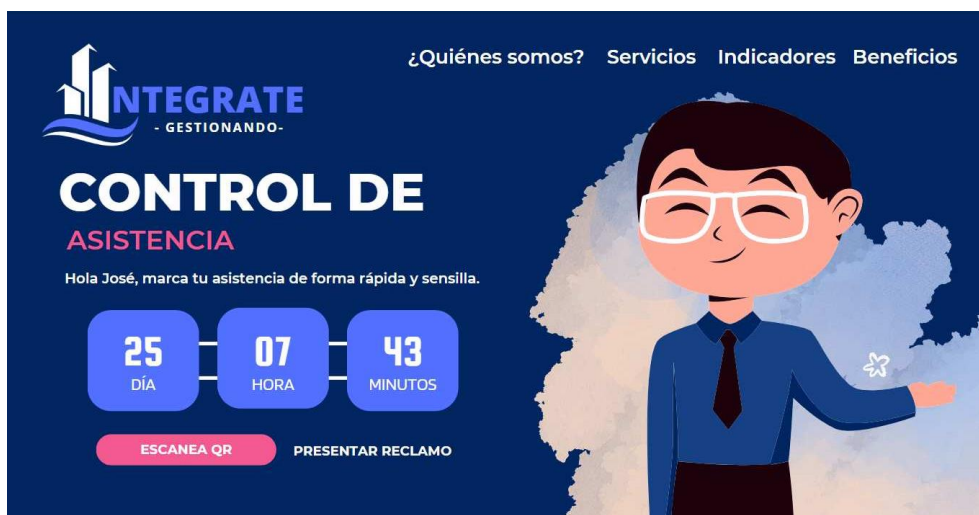 ¿Quiénes somos? Servicios Indicadores Beneficios
NTEGRATE
- GESTIONANDO-
CONTROL DE
ASISTENCIA
Hola José, marca tu asistencia de forma rápida y sensilla.
25 07 43
DÍA HORA MINUTOS
ESCANEA QR PRESENTAR RECLAMO